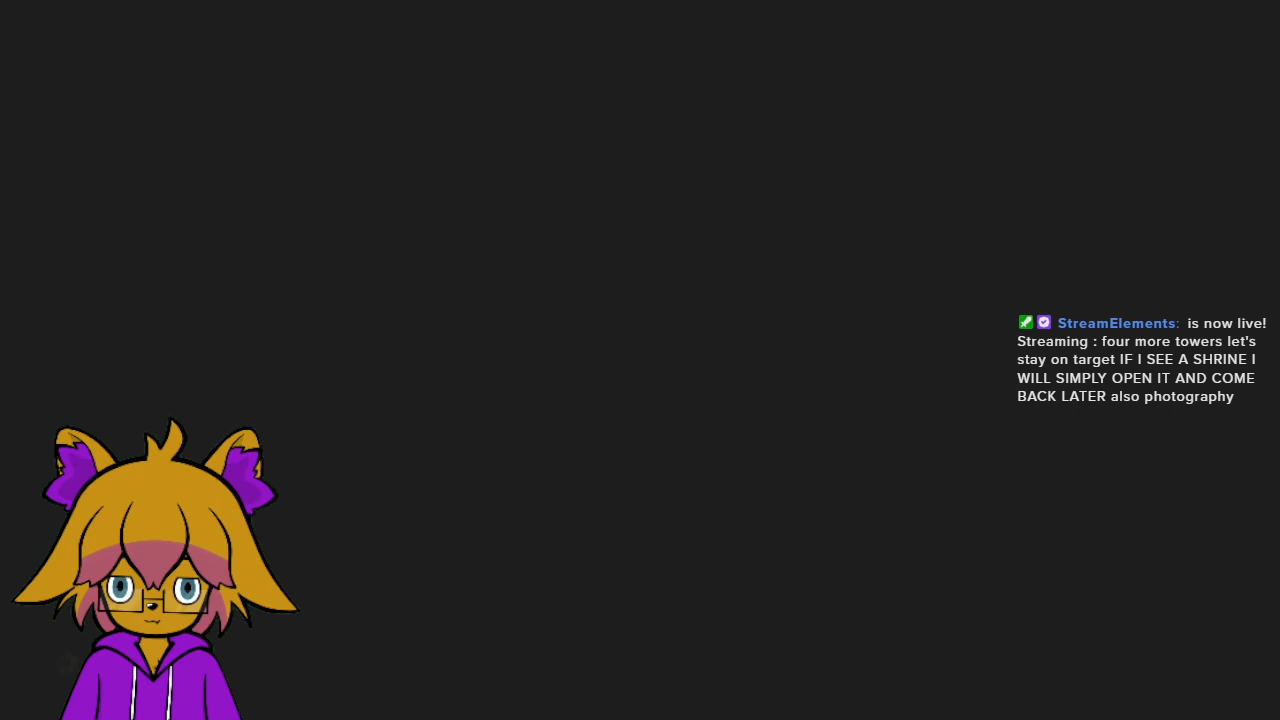 StreamElements: is now live!
Streaming : four more towers let's
stay on target IF I SEE A SHRINE I
WILL SIMPLY OPEN IT AND COME
BACK LATER also photography